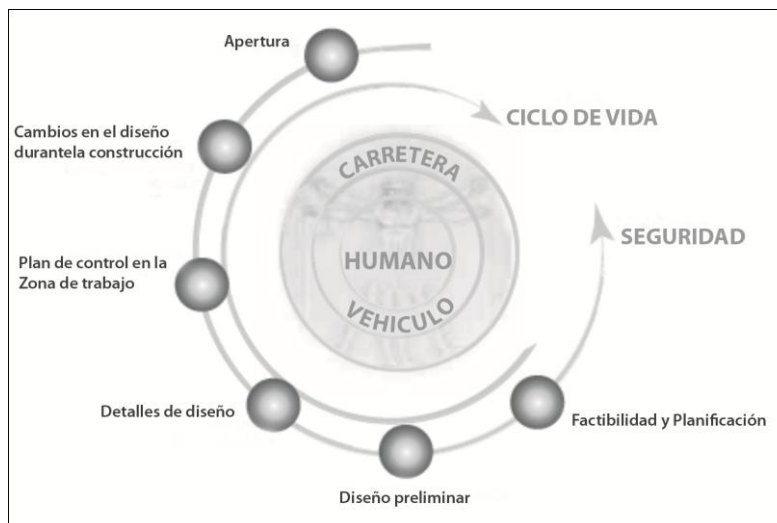 Apertura
Cambios en el diseño
durantela construcción
CICLO DE VIDA
CARRETERA
SEGURIDAD
HUMANO
Plan de control en la
Zona de trabajo
VEHICULO
Detalles de diseño
Factibilidad y Planificación
Diseño preliminar